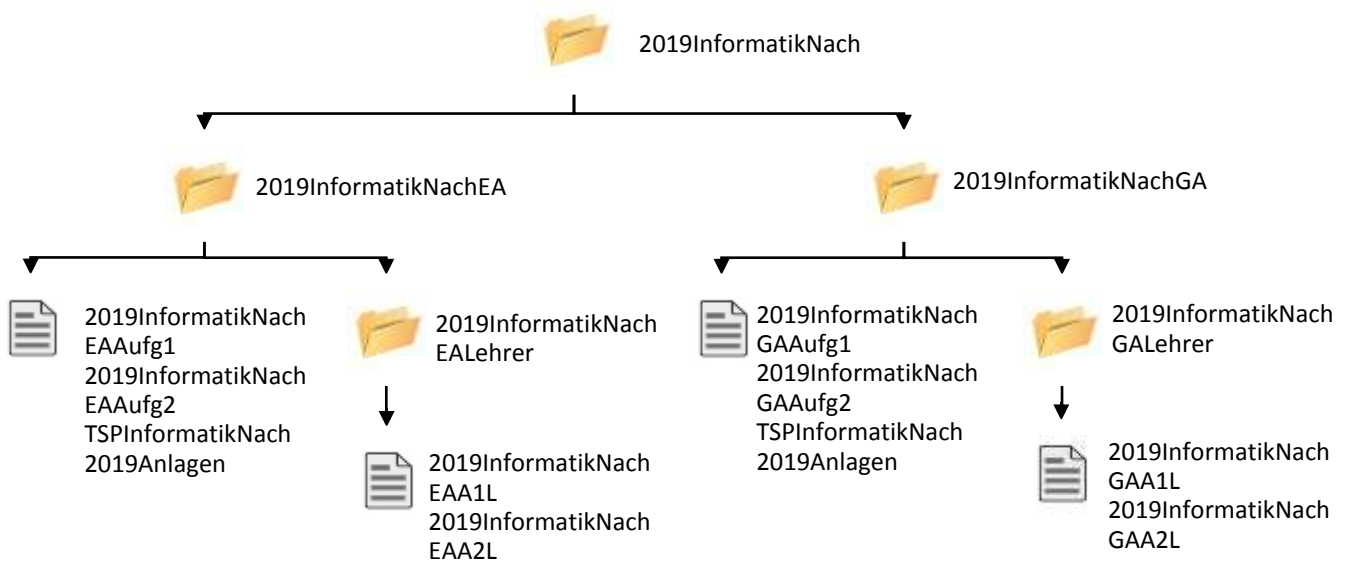 2019InformatikNach
2019InformatikNachEA
2019InformatikNachGA
2019InformatikNach
EAAufg1
2019InformatikNach
EAAufg2
TSPInformatikNach
2019Anlagen
2019InformatikNach
EALehrer
2019InformatikNach
EAA1L
2019InformatikNach
EAA2L
2019InformatikNach
GAAufg1
2019InformatikNach
GAAufg2
TSPInformatikNach
2019Anlagen
2019InformatikNach
GALehrer
2019InformatikNach
GAA1L
2019InformatikNach
GAA2L